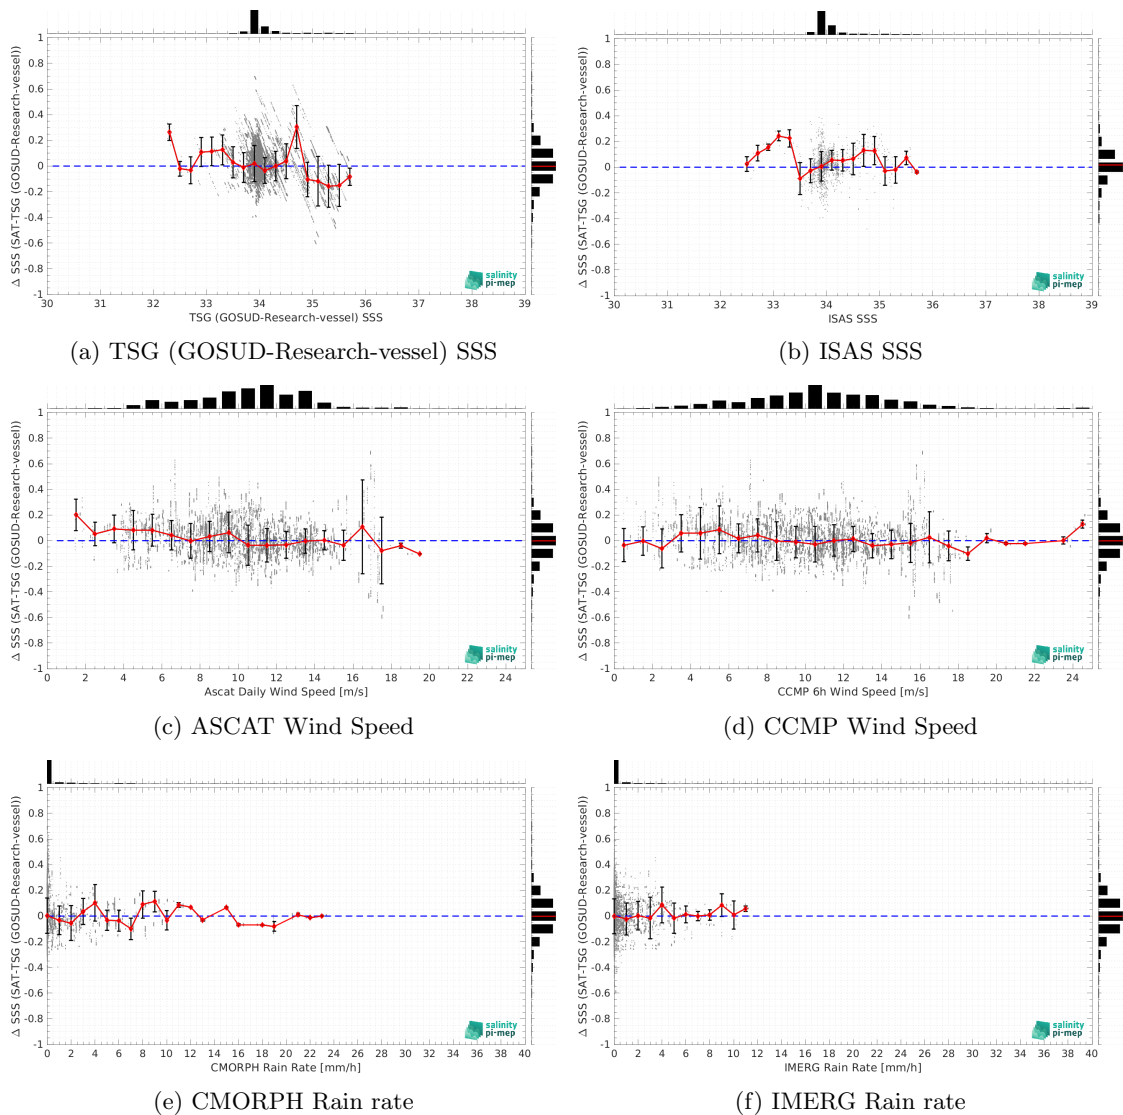 Δ SSS (SAT-TSG (GOSUD-Research-vessel))
1
0.8
0.6
0.4
0.2
0
-0.2
-0.4
-0.6
-0.8
-1
30 31 32 33 34 35 36 37 38 39
TSG (GOSUD-Research-vessel) SSS
salinity
pi-mep
(a) TSG (GOSUD-Research-vessel) SSS
Δ SSS (SAT-TSG (GOSUD-Research-vessel))
1
0.8
0.6
0.4
0.2
0
-0.2
-0.4
-0.6
-0.8
-1
30 31 32 33 34 35 36 37 38 39
ISAS SSS
salinity
pi-mep
(b) ISAS SSS
Δ SSS (SAT-TSG (GOSUD-Research-vessel))
1
0.8
0.6
0.4
0.2
0
-0.2
-0.4
-0.6
-0.8
-1
0 2 4 6 8 10 12 14 16 18 20 22 24
Ascat Daily Wind Speed [m/s]
salinity
pi-mep
(c) ASCAT Wind Speed
Δ SSS (SAT-TSG (GOSUD-Research-vessel))
1
0.8
0.6
0.4
0.2
0
-0.2
-0.4
-0.6
-0.8
-1
0 2 4 6 8 10 12 14 16 18 20 22 24
CCMP 6h Wind Speed [m/s]
salinity
pi-mep
(d) CCMP Wind Speed
Δ SSS (SAT-TSG (GOSUD-Research-vessel))
1
0.8
0.6
0.4
0.2
0
-0.2
-0.4
-0.6
-0.8
-1
0 2 4 6 8 10 12 14 16 18 20 22 24 26 28 30 32 34 36 38 40
CMORPH Rain Rate [mm/h]
salinity
pi-mep
(e) CMORPH Rain rate
Δ SSS (SAT-TSG (GOSUD-Research-vessel))
1
0.8
0.6
0.4
0.2
0
-0.2
-0.4
-0.6
-0.8
-1
0 2 4 6 8 10 12 14 16 18 20 22 24 26 28 30 32 34 36 38 40
IMERG Rain Rate [mm/h]
salinity
pi-mep
(f) IMERG Rain rate